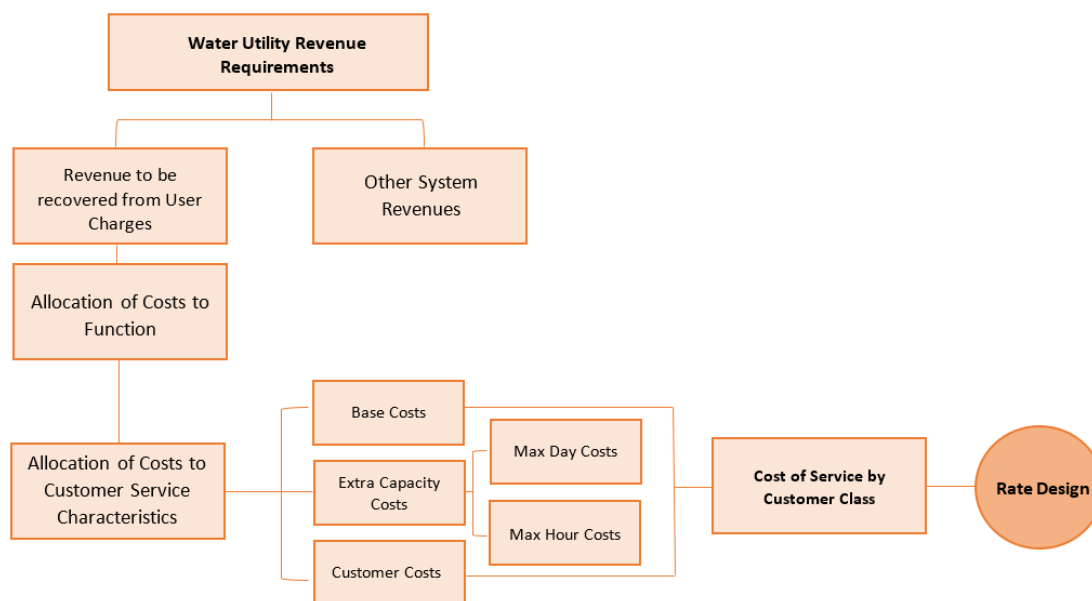 Water Utility Revenue
Requirements
Revenue to be
recovered from User
Charges
Other System
Revenues
Allocation of Costs to
Function
Allocation of Costs to
Customer Service
Characteristics
Base Costs
Extra Capacity
Costs
Customer Costs
Max Day Costs
Max Hour Costs
Cost of Service by
Customer Class
Rate Design